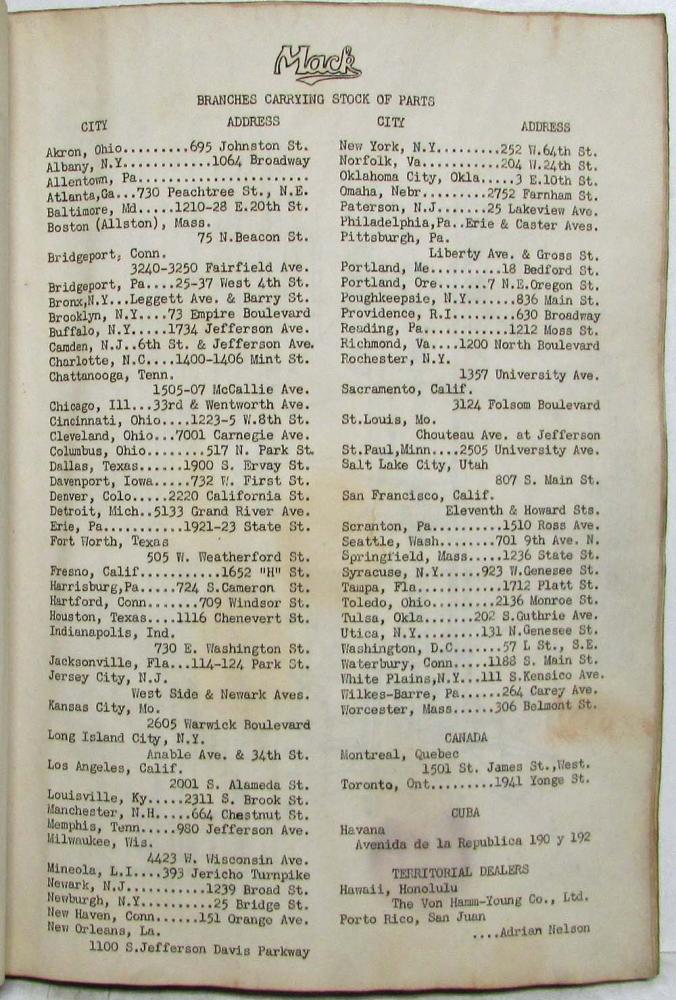 Mack
BRANCHES CARRYING STOCK OF PARTS
CITY ADDRESS
Akron, Ohio.........695 Johnston St.
Albany, N.Y............1064 Broadway
Allentown, Pa.......................
Atlanta,Ga...730 Peachtree St., N.E.
Baltimore, Md.....1210-28 E.20th St.
Boston (Allston), Mass.
75 N.Beacon St.
Bridgeport, Conn.
3240-3250 Fairfield Ave.
Bridgeport, Pa....25-37 West 4th St.
Bronx,N.Y...Leggett Ave. & Barry St.
Brooklyn, N.Y....73 Empire Boulevard
Buffalo, N.Y.....1734 Jefferson Ave.
Camden, N.J..6th St. & Jefferson Ave.
Charlotte, N.C....1400-1406 Mint St.
Chattanooga, Tenn.
1505-07 McCallie Ave.
Chicago, Ill...33rd & Wentworth Ave.
Cincinnati, Ohio....1223-5 W.8th St.
Cleveland, Ohio...7001 Carnegie Ave.
Columbus, Ohio........517 N. Park St.
Dallas, Texas......1900 S. Ervay St.
Davenport, Iowa.....732 W. First St.
Denver, Colo.....2220 California St.
Detroit, Mich..5133 Grand River Ave.
Erie, Pa...........1921-23 State St.
Fort Worth, Texas
505 W. Weatherford St.
Fresno, Calif...........1652 "H" St.
Harrisburg,Pa.....724 S.Cameron St.
Hartford, Conn.......709 Windsor St.
Houston, Texas....1116 Chenevert St.
Indianapolis, Ind.
730 E. Washington St.
Jacksonville, Fla...114-124 Park St.
Jersey City, N.J.
West Side & Newark Aves.
Kansas City, Mo.
2605 Warwick Boulevard
Long Island City, N.Y.
Anable Ave. & 34th St.
Los Angeles, Calif.
2001 S. Alameda St.
Louisville, Ky.....2311 S. Brook St.
Manchester, N.H.....664 Chestnut St.
Memphis, Tenn.....980 Jefferson Ave.
Milwaukee, Wis.
4423 W. Wisconsin Ave.
Mineola, L.I....393 Jericho Turnpike
Newark, N.J...........1239 Broad St.
Newburgh, N.Y..........25 Bridge St.
New Haven, Conn......151 Orange Ave.
New Orleans, La.
1100 S.Jefferson Davis Parkway
CITY ADDRESS
New York, N.Y.........252 W.64th St.
Norfolk, Va...........204 W.24th St.
Oklahoma City, Okla.....3 E.10th St.
Omaha, Nebr.........2752 Farnham St.
Paterson, N.J.......25 Lakeview Ave.
Philadelphia,Pa..Erie & Caster Aves.
Pittsburgh, Pa.
Liberty Ave. & Gross St.
Portland, Me..........18 Bedford St.
Portland, Ore.......7 N.E.Oregon St.
Poughkeepsie, N.Y.......836 Main St.
Providence, R.I.........630 Broadway
Reading, Pa............1212 Moss St.
Richmond, Va....1200 North Boulevard
Rochester, N.Y.
1357 University Ave.
Sacramento, Calif.
3124 Folsom Boulevard
St.Louis, Mo.
Chouteau Ave. at Jefferson
St.Paul,Minn....2505 University Ave.
Salt Lake City, Utah
807 S. Main St.
San Francisco, Calif.
Eleventh & Howard Sts.
Scranton, Pa..........1510 Ross Ave.
Seattle, Wash........701 9th Ave. N.
Springfield, Mass.....1236 State St.
Syracuse, N.Y......923 W.Genesee St.
Tampa, Fla............1712 Platt St.
Toledo, Ohio.........2136 Monroe St.
Tulsa, Okla.......202 S.Guthrie Ave.
Utica, N.Y.........131 N.Genesee St.
Washington, D.C.......57 L St., S.E.
Waterbury, Conn.....1188 S. Main St.
White Plains,N.Y...111 S.Kensico Ave.
Wilkes-Barre, Pa......264 Carey Ave.
Worcester, Mass......306 Belmont St.
CANADA
Montreal, Quebec
1501 St. James St.,West.
Toronto, Ont.........1941 Yonge St.
CUBA
Havana
Avenida de la Republica 190 y 192
TERRITORIAL DEALERS
Hawaii, Honolulu
The Von Hamm-Young Co., Ltd.
Porto Rico, San Juan
....Adrian Nelson